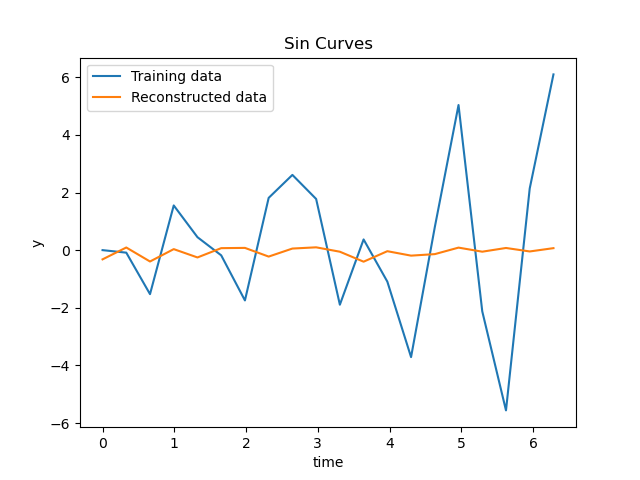 Sin Curves
Training data
Reconstructed data
y
6
4
2
0
−2
−4
−6
0 1 2 3 4 5 6
time